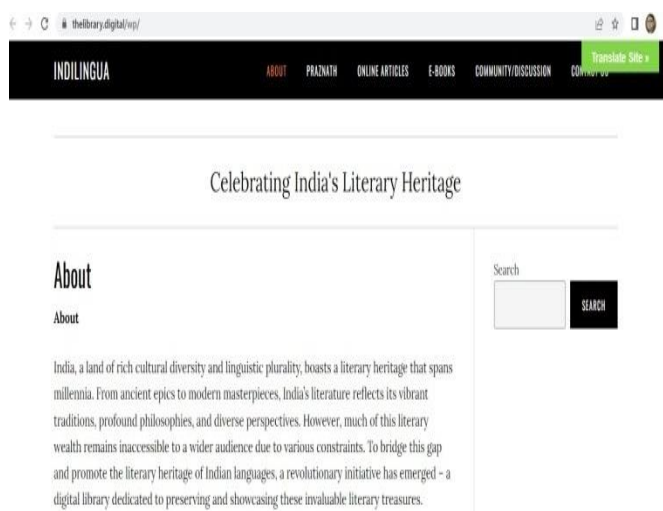 thelibrary.digital/wp/
Translate Site »
INDILINGUA
ABOUT PRAZNATH ONLINE ARTICLES E-BOOKS COMMUNITY/DISCUSSION
Celebrating India's Literary Heritage
About
Search
SEARCH
About
India, a land of rich cultural diversity and linguistic plurality, boasts a literary heritage that spans
millennia. From ancient epics to modern masterpieces, India's literature reflects its vibrant
traditions, profound philosophies, and diverse perspectives. However, much of this literary
wealth remains inaccessible to a wider audience due to various constraints. To bridge this gap
and promote the literary heritage of Indian languages, a revolutionary initiative has emerged – a
digital library dedicated to preserving and showcasing these invaluable literary treasures.